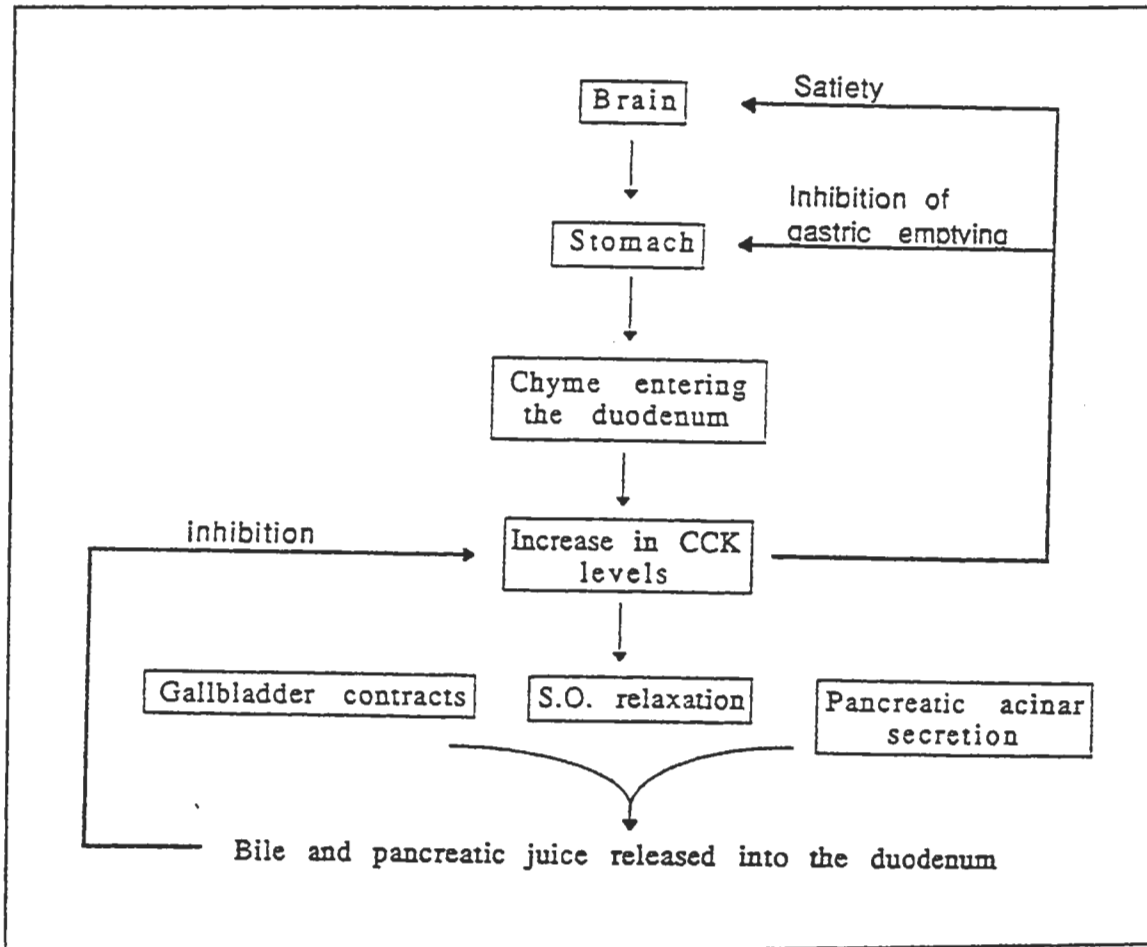 Brain
Satiety
Inhibition of
gastric emptying
Stomach
Chyme entering
the duodenum
inhibition
Increase in CCK
levels
Gallbladder contracts
S.O. relaxation
Pancreatic acinar
secretion
Bile and pancreatic juice released into the duodenum